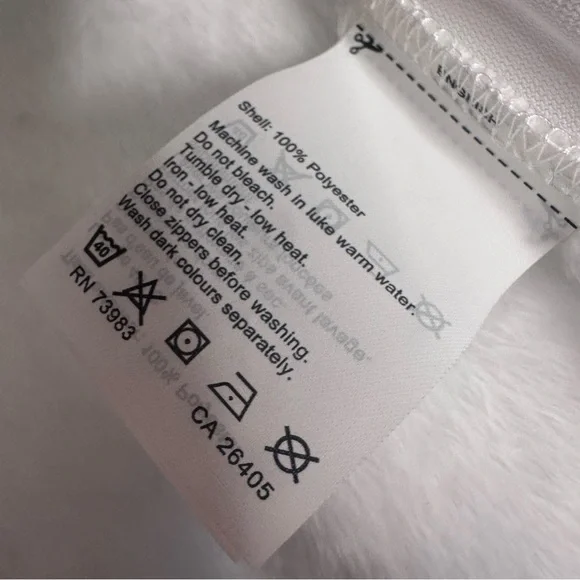 Shell: 100% Polyester
Machine wash in luke warm water.
Do not bleach.
Tumble dry - low heat.
Iron - low heat.
Do not dry clean.
Close zippers before washing.
Wash dark colours separately.
40
RN 73983
CA 26405